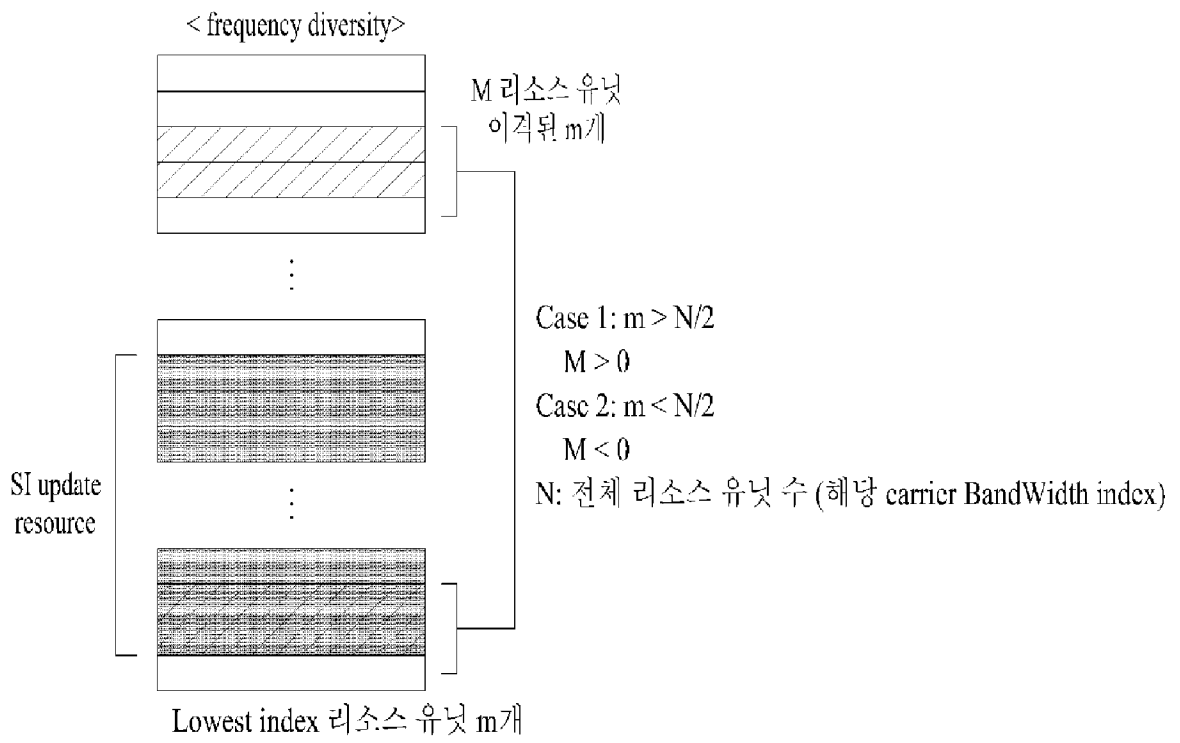 < frequency diversity>
M 리소스 유닛
이격된 m개
Case 1: m > N/2
M > 0
Case 2: m < N/2
M < 0
N: 전체 리소스 유닛 수 (해당 carrier BandWidth index)
SI update
resource
Lowest index 리소스 유닛 m개